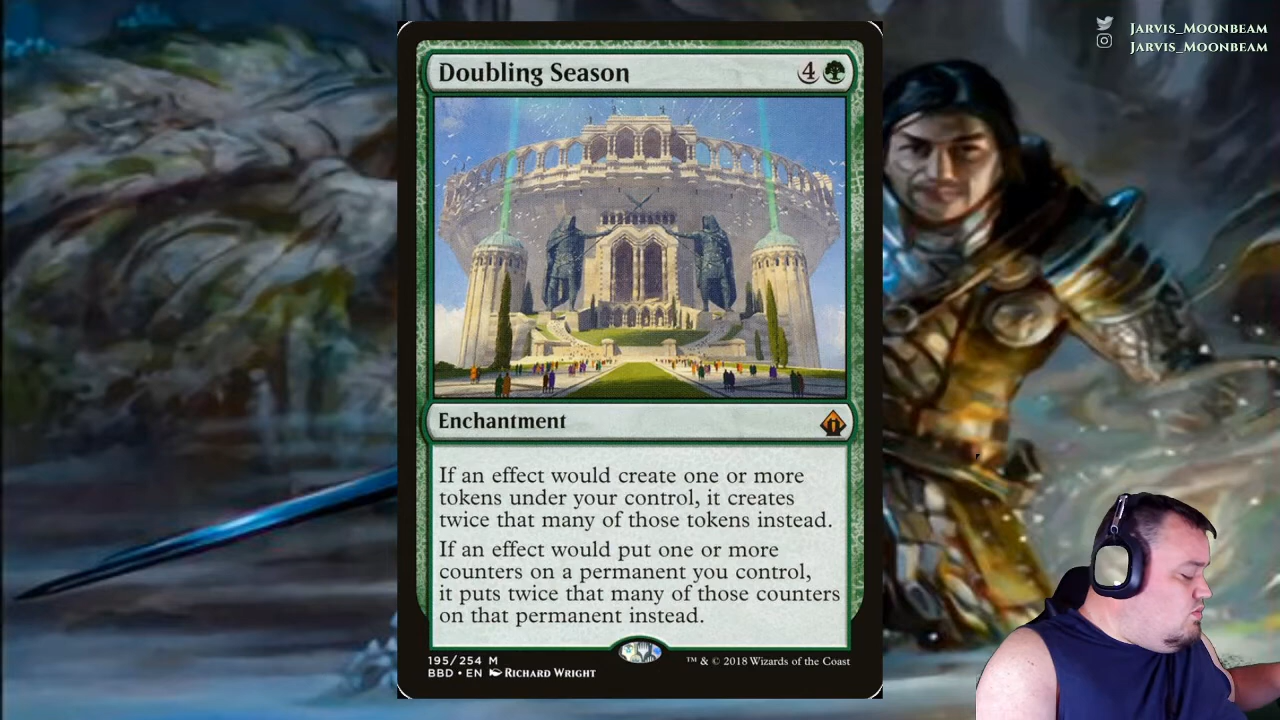 Jarvis_Moonbeam
Jarvis_Moonbeam
Doubling Season 4
Enchantment
If an effect would create one or more
tokens under your control, it creates
twice that many of those tokens instead.
If an effect would put one or more
counters on a permanent you control,
it puts twice that many of those counters
on that permanent instead.
195/254 M
BBD • EN Richard Wright
™ & © 2018 Wizards of the Coast